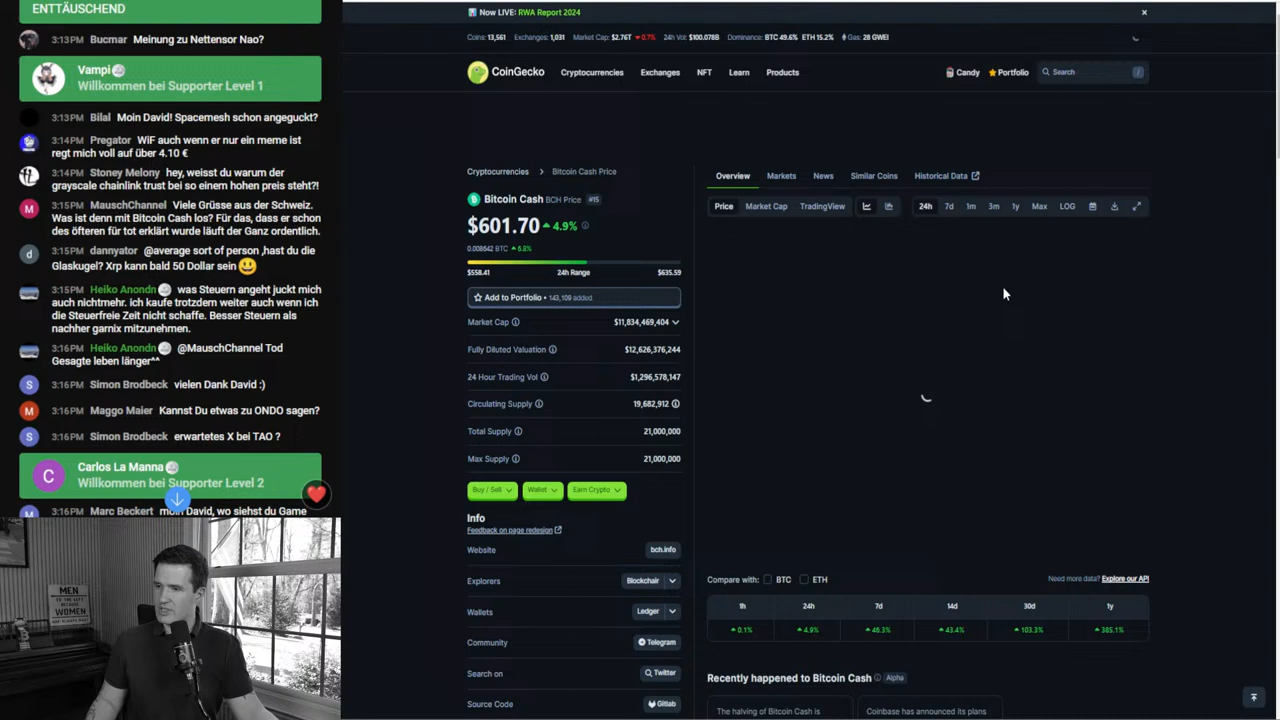 ENTTÄUSCHEND
3:13PM Bucmar Meinung zu Nettensor Nao?
Vampi
Willkommen bei Supporter Level 1
3:13PM Bilal Moin David! Spacemesh schon angeguckt?
3:14PM Pregator WiF auch wenn er nur ein meme ist
regt mich voll auf über 4.10 €
3:14PM Stoney Melony hey, weisst du warum der
grayscale chainlink trust bei so einem hohen preis steht?!
3:15PM MauschChannel Viele Grüsse aus der Schweiz.
Was ist denn mit Bitcoin Cash los? Für das, dass er schon
des öfteren für tot erklärt wurde läuft der Ganz ordentlich.
3:15PM dannyator @average sort of person ,hast du die
Glaskugel? Xrp kann bald 50 Dollar sein
3:15PM Heiko Anondn was Steuern angeht juckt mich
auch nichtmehr. ich kaufe trotzdem weiter auch wenn ich
die Steuerfreie Zeit nicht schaffe. Besser Steuern als
nachher garnix mitzunehmen.
3:16PM Heiko Anondn @MauschChannel Tod
Gesagte leben länger^^
3:16PM Simon Brodbeck vielen Dank David :)
3:16PM Maggo Maier Kannst Du etwas zu ONDO sagen?
3:16PM Simon Brodbeck erwartetes X bei TAO ?
Carlos La Manna
Willkommen bei Supporter Level 2
3:16PM Marc Beckert moin David, wo siehst du Game
MEN
WOMEN
Now LIVE: RWA Report 2024
Coins: 13,561 Exchanges: 1,031 Market Cap: $2.76T 0.7% 24h Vol: $100.078B Dominance: BTC 49.6% ETH 15.2% Gas: 28 GWEI
CoinGecko Cryptocurrencies Exchanges NFT Learn Products Candy Portfolio Search /
Cryptocurrencies > Bitcoin Cash Price
Bitcoin Cash BCH Price #15
$601.70 4.9%
0.008642 BTC 6.8%
$558.41 24h Range $635.59
Add to Portfolio • 143,109 added
Market Cap $11,834,469,404
Fully Diluted Valuation $12,626,376,244
24 Hour Trading Vol $1,296,578,147
Circulating Supply 19,682,912
Total Supply 21,000,000
Max Supply 21,000,000
Buy / Sell Wallet Earn Crypto
Info
Feedback on page redesign
Website bch.info
Explorers Blockchair
Wallets Ledger
Community Telegram
Search on Twitter
Source Code Gitlab
Overview Markets News Similar Coins Historical Data
Price Market Cap TradingView 24h 7d 1m 3m 1y Max LOG
Compare with: BTC ETH Need more data? Explore our API
1h 24h 7d 14d 30d 1y
0.1% 4.9% 46.3% 43.4% 103.3% 385.1%
Recently happened to Bitcoin Cash Alpha
The halving of Bitcoin Cash is Coinbase has announced its plans